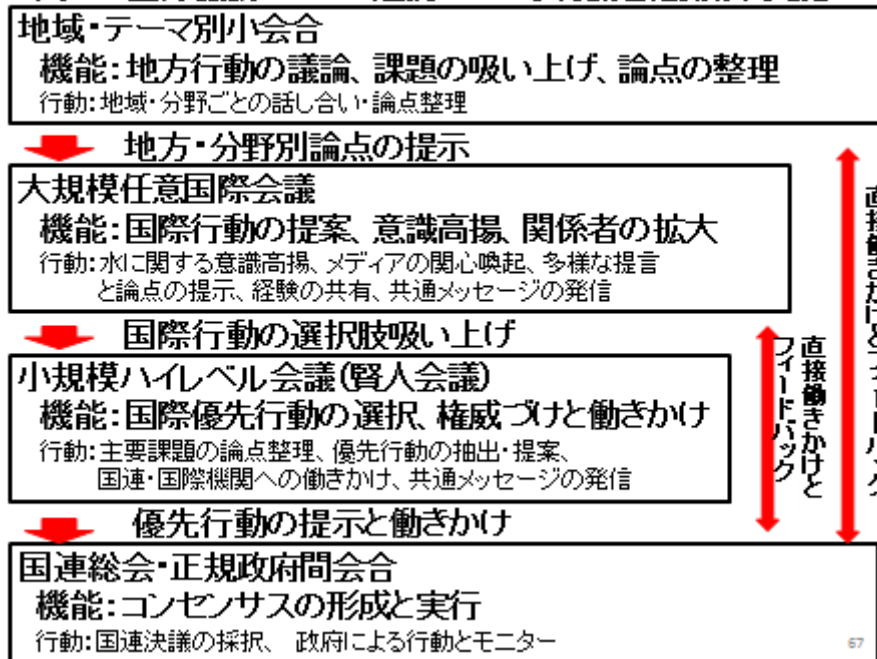 地域・テーマ別小会合
機能：地方行動の議論、課題の吸い上げ、論点の整理
行動：地域・分野ごとの話し合い・論点整理
地方・分野別論点の提示
大規模任意国際会議
機能：国際行動の提案、意識高揚、関係者の拡大
行動：水に関する意識高揚、メディアの関心喚起、多様な提言
と論点の提示、経験の共有、共通メッセージの発信
国際行動の選択肢吸い上げ
小規模ハイレベル会議(賢人会議)
機能：国際優先行動の選択、権威づけと働きかけ
行動：主要課題の論点整理、優先行動の抽出・提案、
国連・国際機関への働きかけ、共通メッセージの発信
優先行動の提示と働きかけ
国連総会・正規政府間会合
機能：コンセンサスの形成と実行
行動：国連決議の採択、 政府による行動とモニター
直接働きかけと
フィードバック
直接働きかけとフィードバック
67